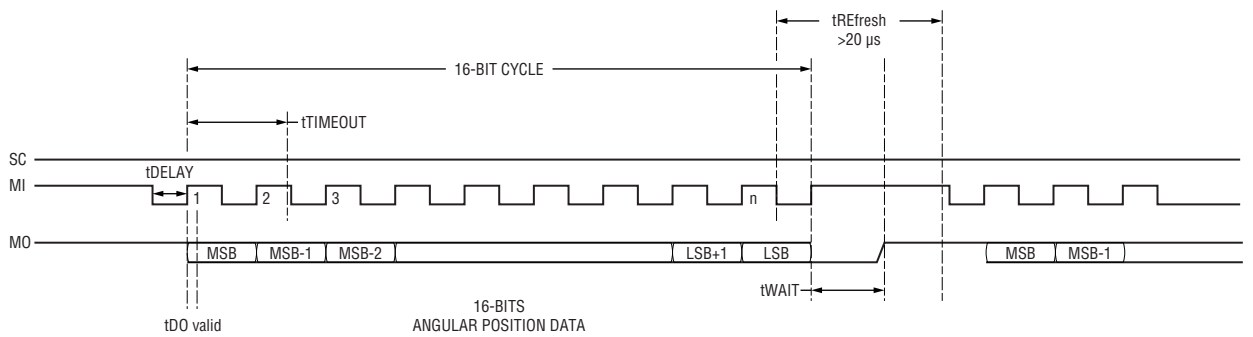 tREfresh
>20 µs
16-BIT CYCLE
tTIMEOUT
SC
tDELAY
MI
1
2
3
n
MO
MSB
MSB-1
MSB-2
LSB+1
LSB
MSB
MSB-1
tWAIT
16-BITS
ANGULAR POSITION DATA
tDO valid